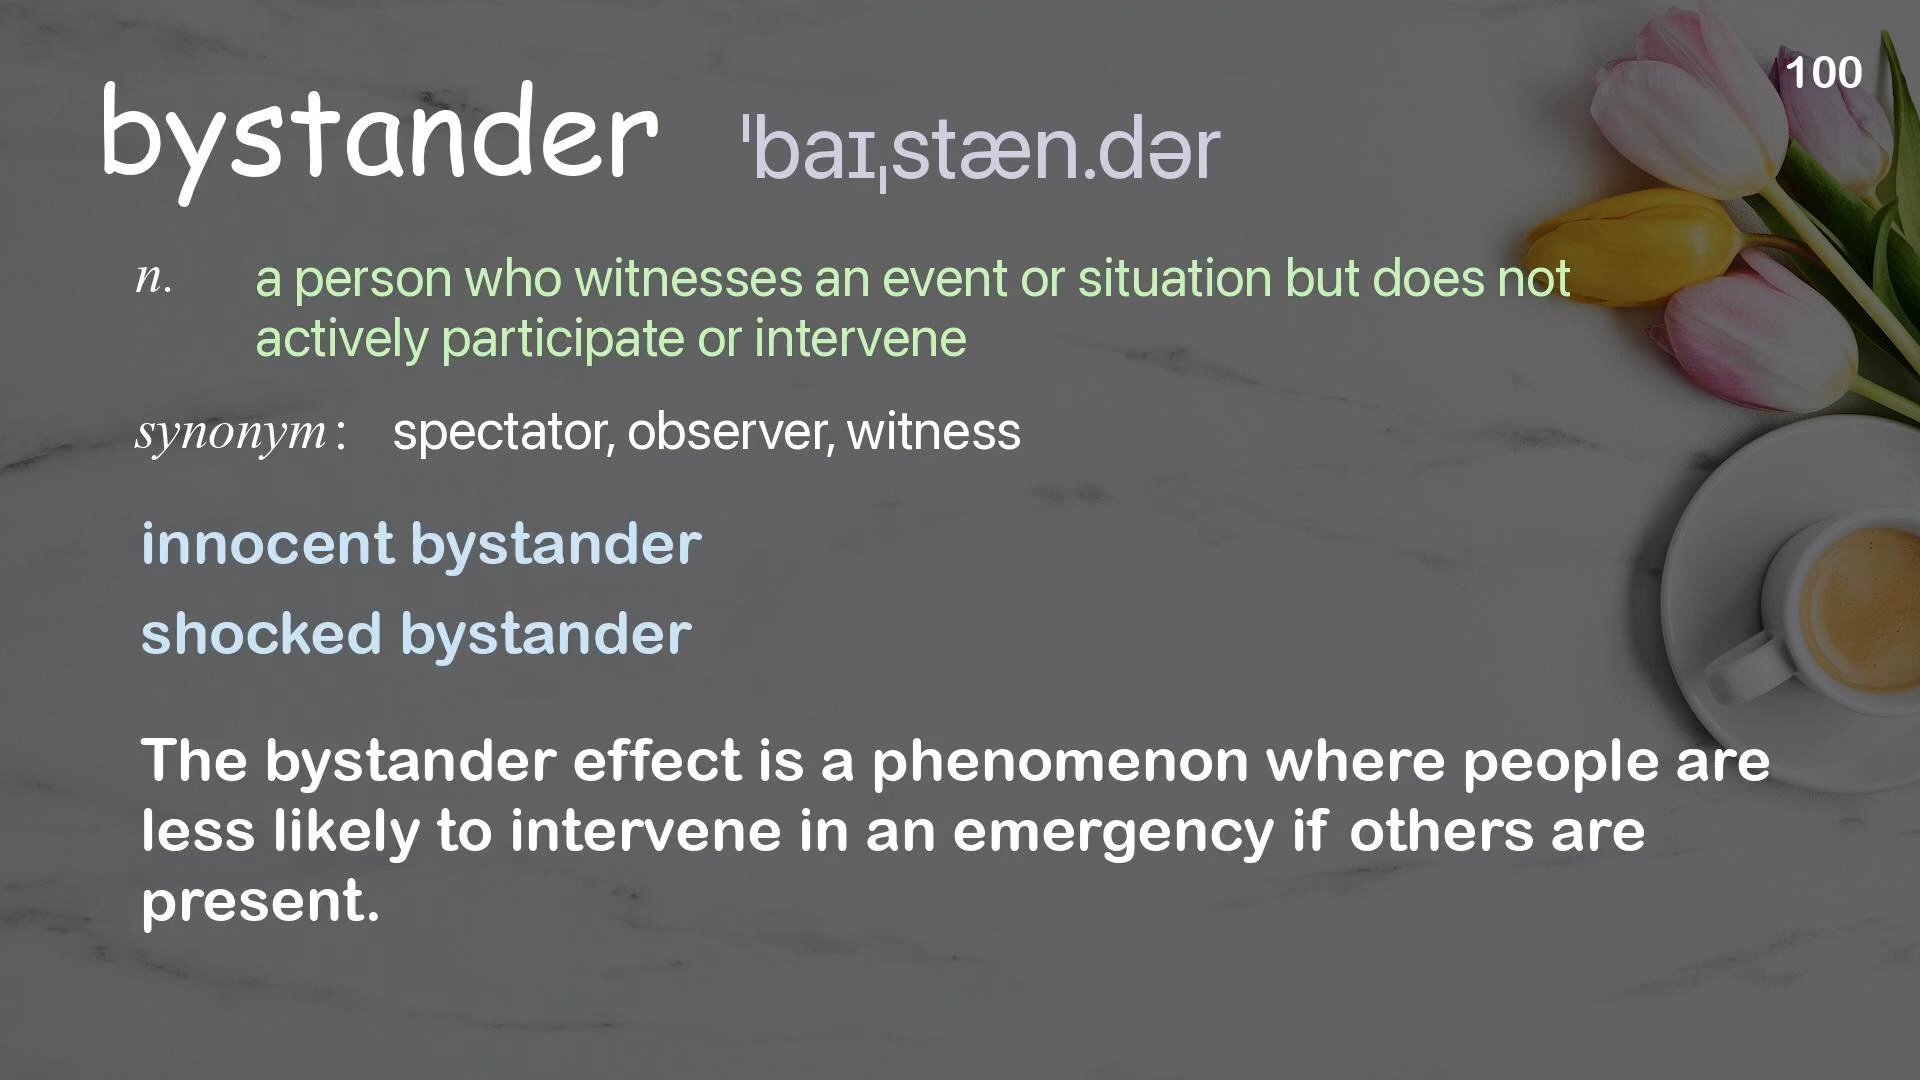 100
bystander ˈbaɪˌstæn.dər
n. a person who witnesses an event or situation but does not
actively participate or intervene
synonym: spectator, observer, witness
innocent bystander
shocked bystander
The bystander effect is a phenomenon where people are
less likely to intervene in an emergency if others are
present.